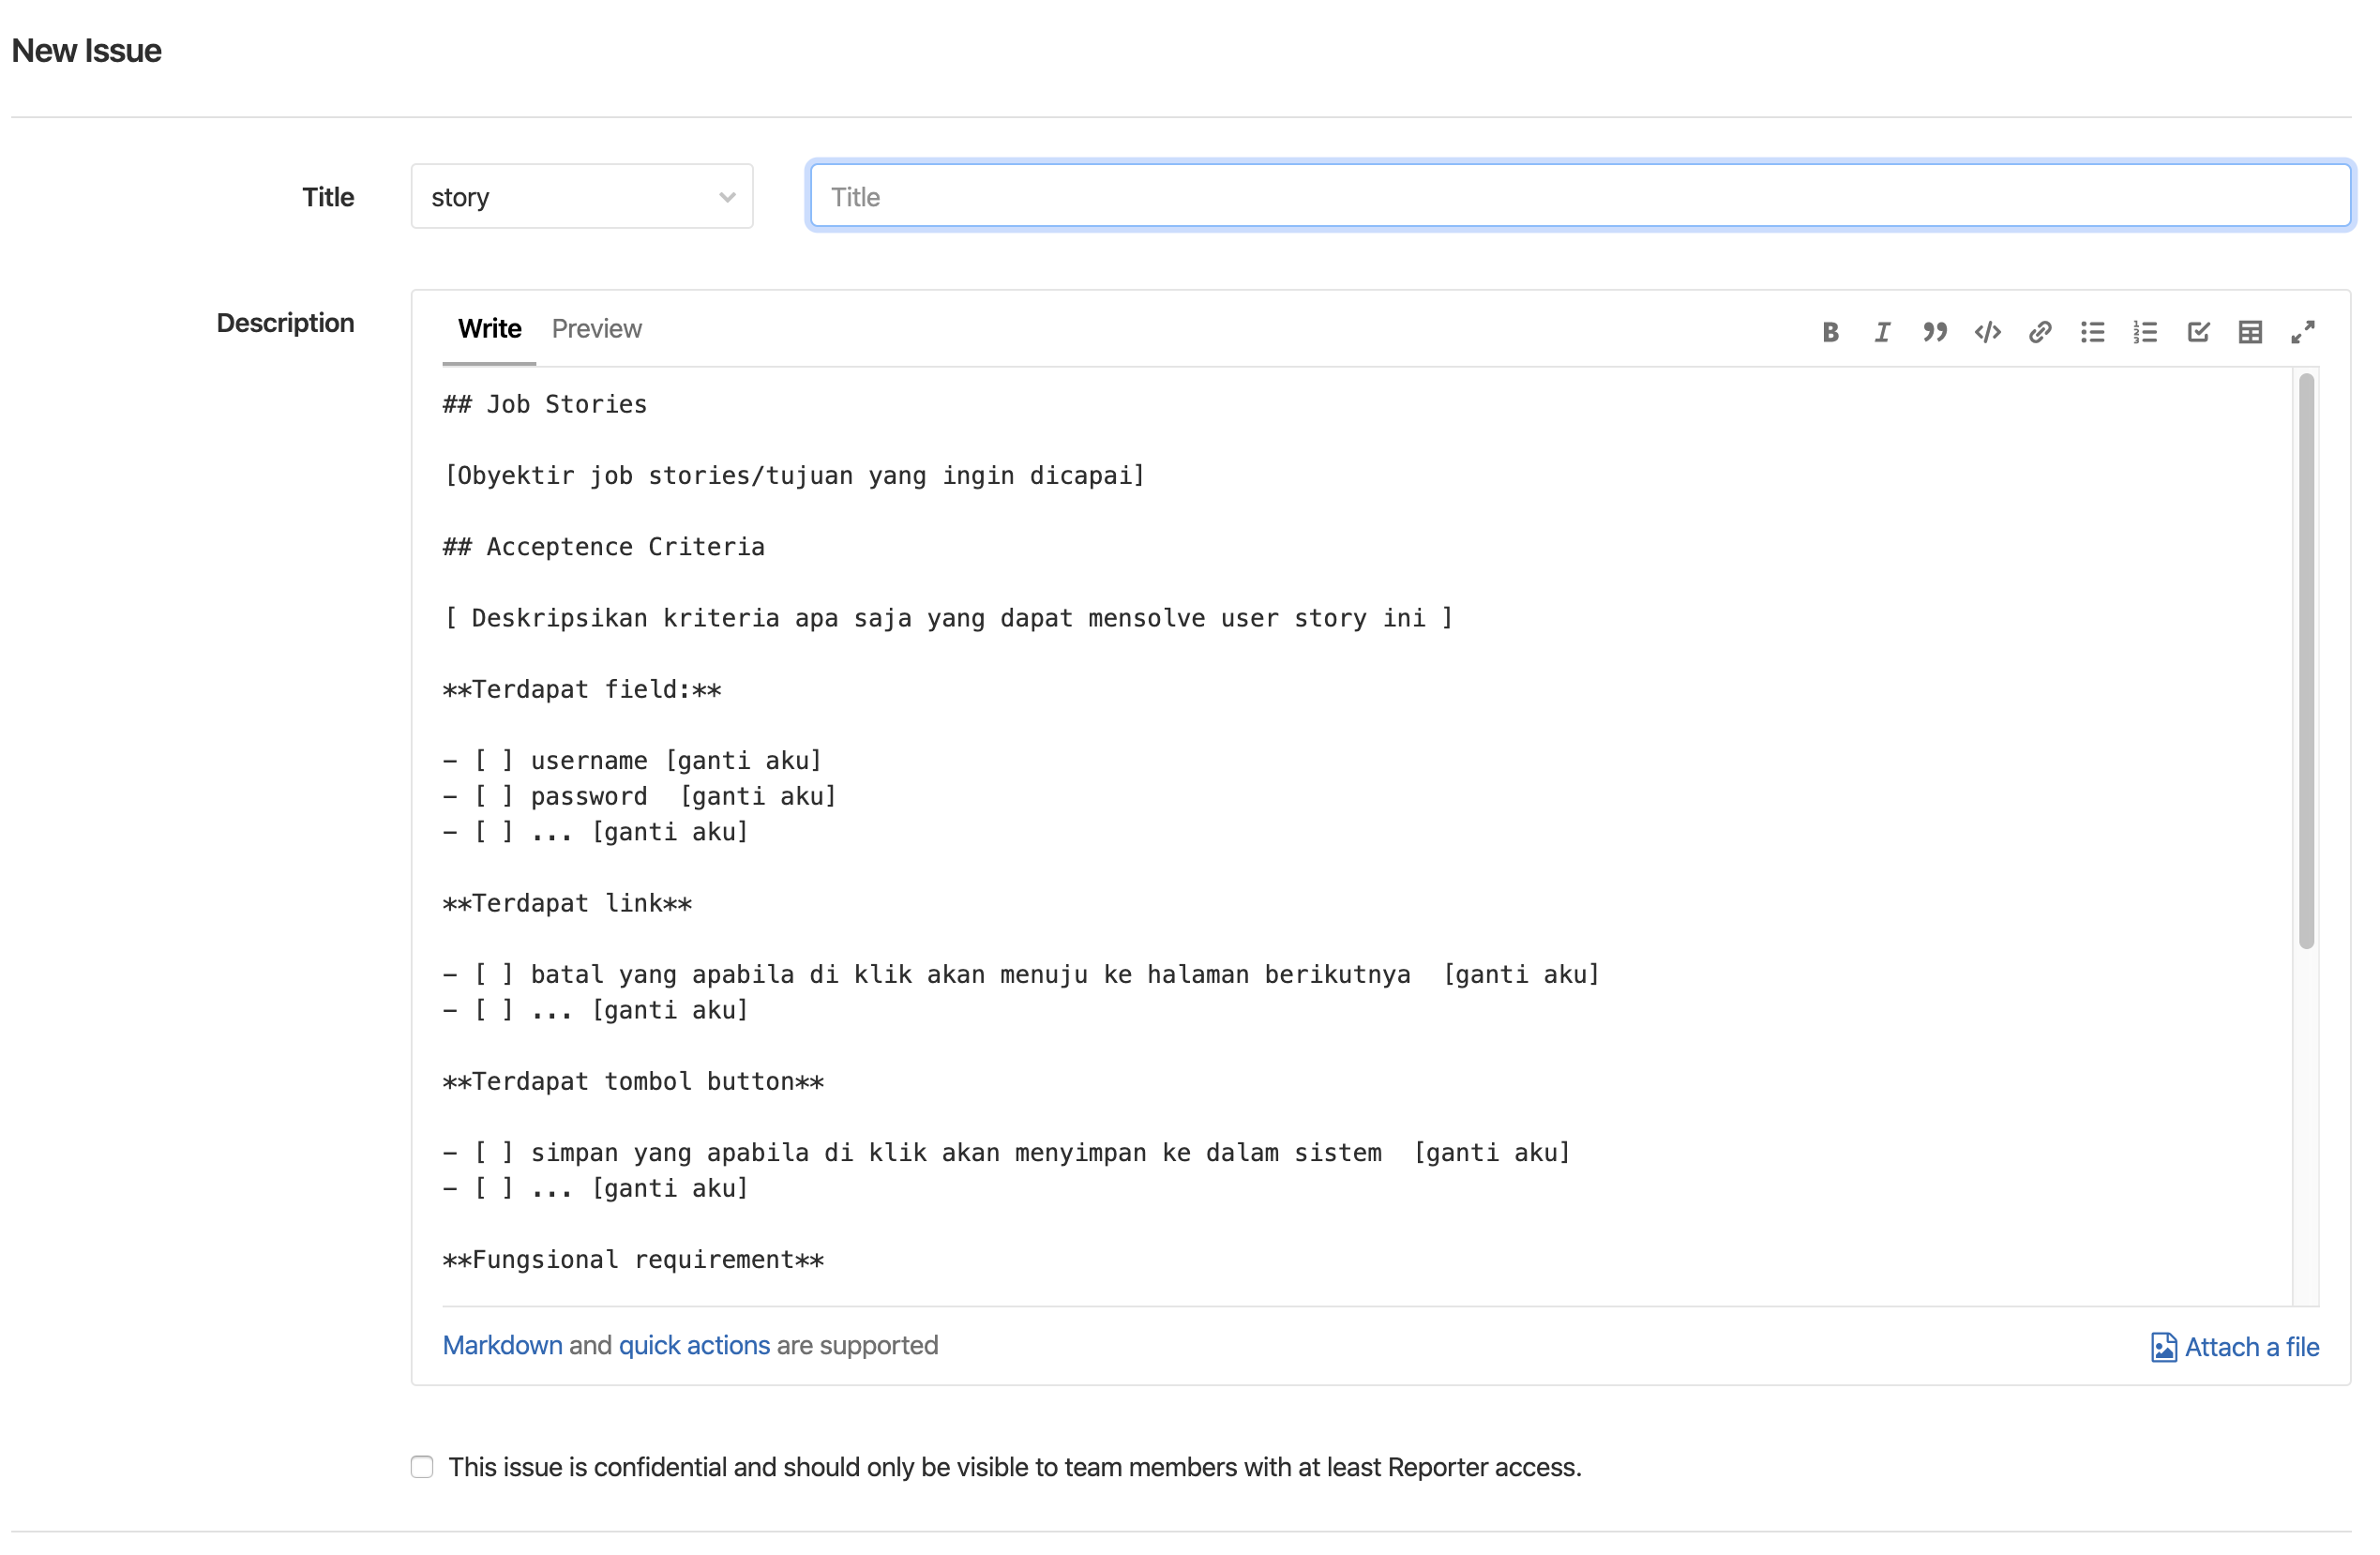 New Issue
Title
story
Title
Description
Write Preview
## Job Stories
[Obyektir job stories/tujuan yang ingin dicapai]
## Acceptence Criteria
[ Deskripsikan kriteria apa saja yang dapat mensolve user story ini ]
**Terdapat field:**
- [ ] username [ganti aku]
- [ ] password  [ganti aku]
- [ ] ... [ganti aku]
**Terdapat link**
- [ ] batal yang apabila di klik akan menuju ke halaman berikutnya  [ganti aku]
- [ ] ... [ganti aku]
**Terdapat tombol button**
- [ ] simpan yang apabila di klik akan menyimpan ke dalam sistem  [ganti aku]
- [ ] ... [ganti aku]
**Fungsional requirement**
Markdown and quick actions are supported
Attach a file
This issue is confidential and should only be visible to team members with at least Reporter access.